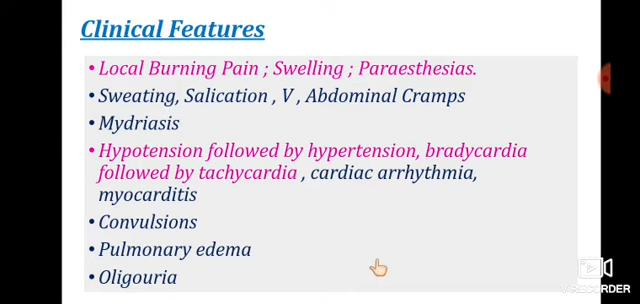 Clinical Features
• Local Burning Pain ; Swelling ; Paraesthesias.
• Sweating, Salication , V , Abdominal Cramps
• Mydriasis
• Hypotension followed by hypertension, bradycardia
followed by tachycardia , cardiac arrhythmia,
myocarditis
• Convulsions
• Pulmonary edema
• Oligouria
V RECORDER